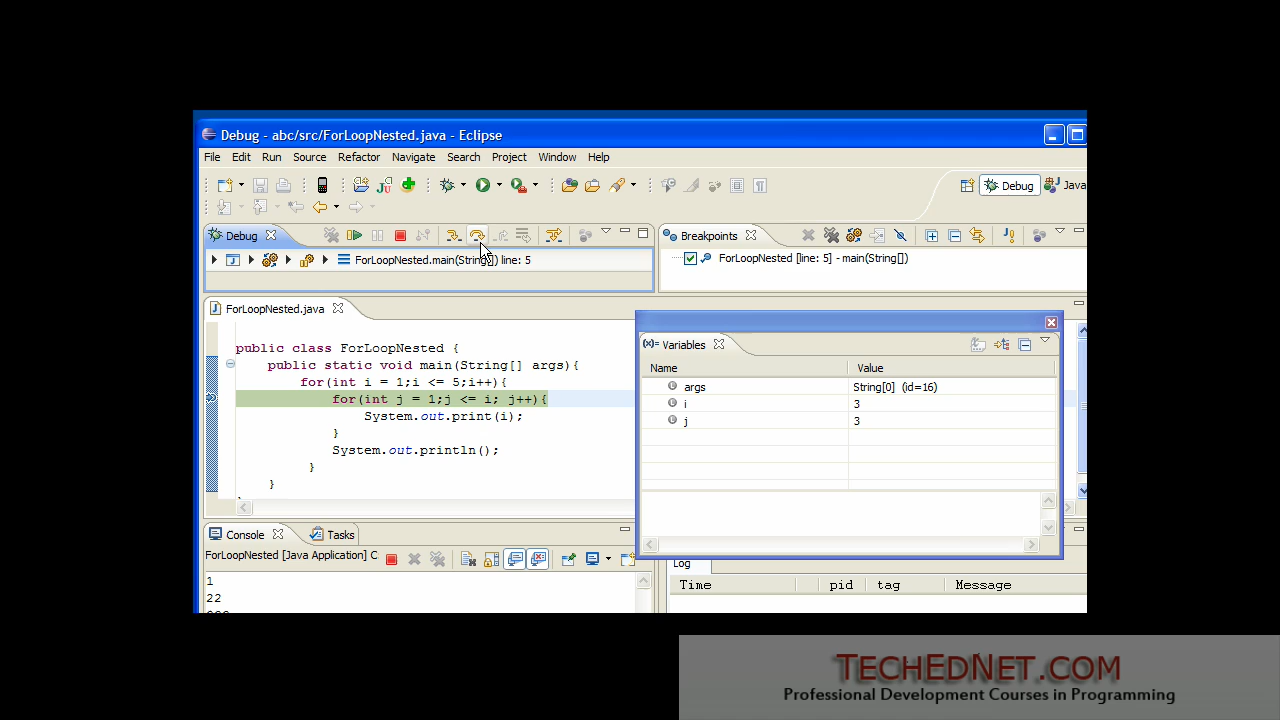 Debug - abc/src/ForLoopNested.java - Eclipse
File Edit Run Source Refactor Navigate Search Project Window Help
Debug Java
Debug
Breakpoints
ForLoopNested.main(String[]) line: 5
ForLoopNested [line: 5] - main(String[])
ForLoopNested.java
public class ForLoopNested {
public static void main(String[] args){
for(int i = 1;i <= 5;i++){
for(int j = 1;j <= i; j++){
System.out.print(i);
}
System.out.println();
}
}
(x)= Variables
Name Value
args String[0] (id=16)
i 3
j 3
Console Tasks
ForLoopNested [Java Application] C
1
22
Log
Time pid tag Message
TECHEDNET.COM
Professional Development Courses in Programming